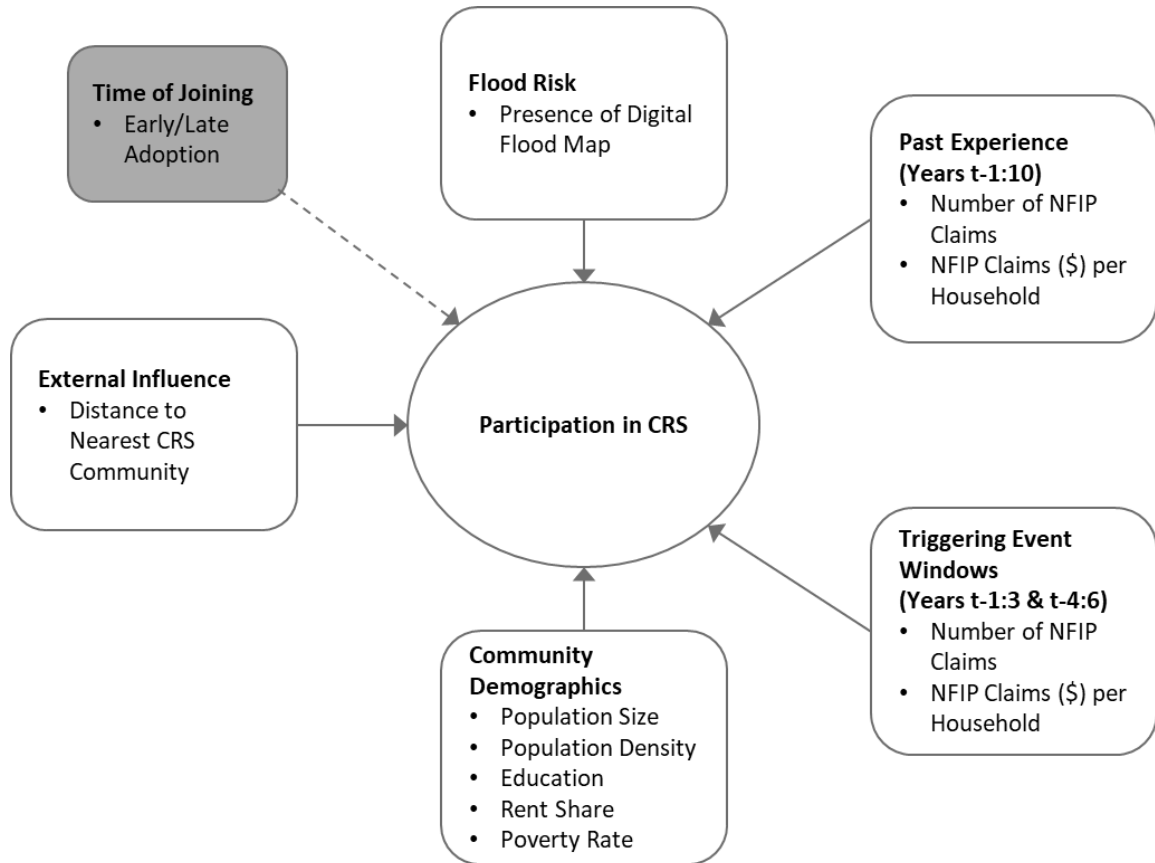 Time of Joining
• Early/Late
Adoption
Flood Risk
• Presence of Digital
Flood Map
Past Experience
(Years t-1:10)
• Number of NFIP
Claims
• NFIP Claims ($) per
Household
External Influence
• Distance to
Nearest CRS
Community
Participation in CRS
Triggering Event
Windows
(Years t-1:3 & t-4:6)
• Number of NFIP
Claims
• NFIP Claims ($) per
Household
Community
Demographics
• Population Size
• Population Density
• Education
• Rent Share
• Poverty Rate